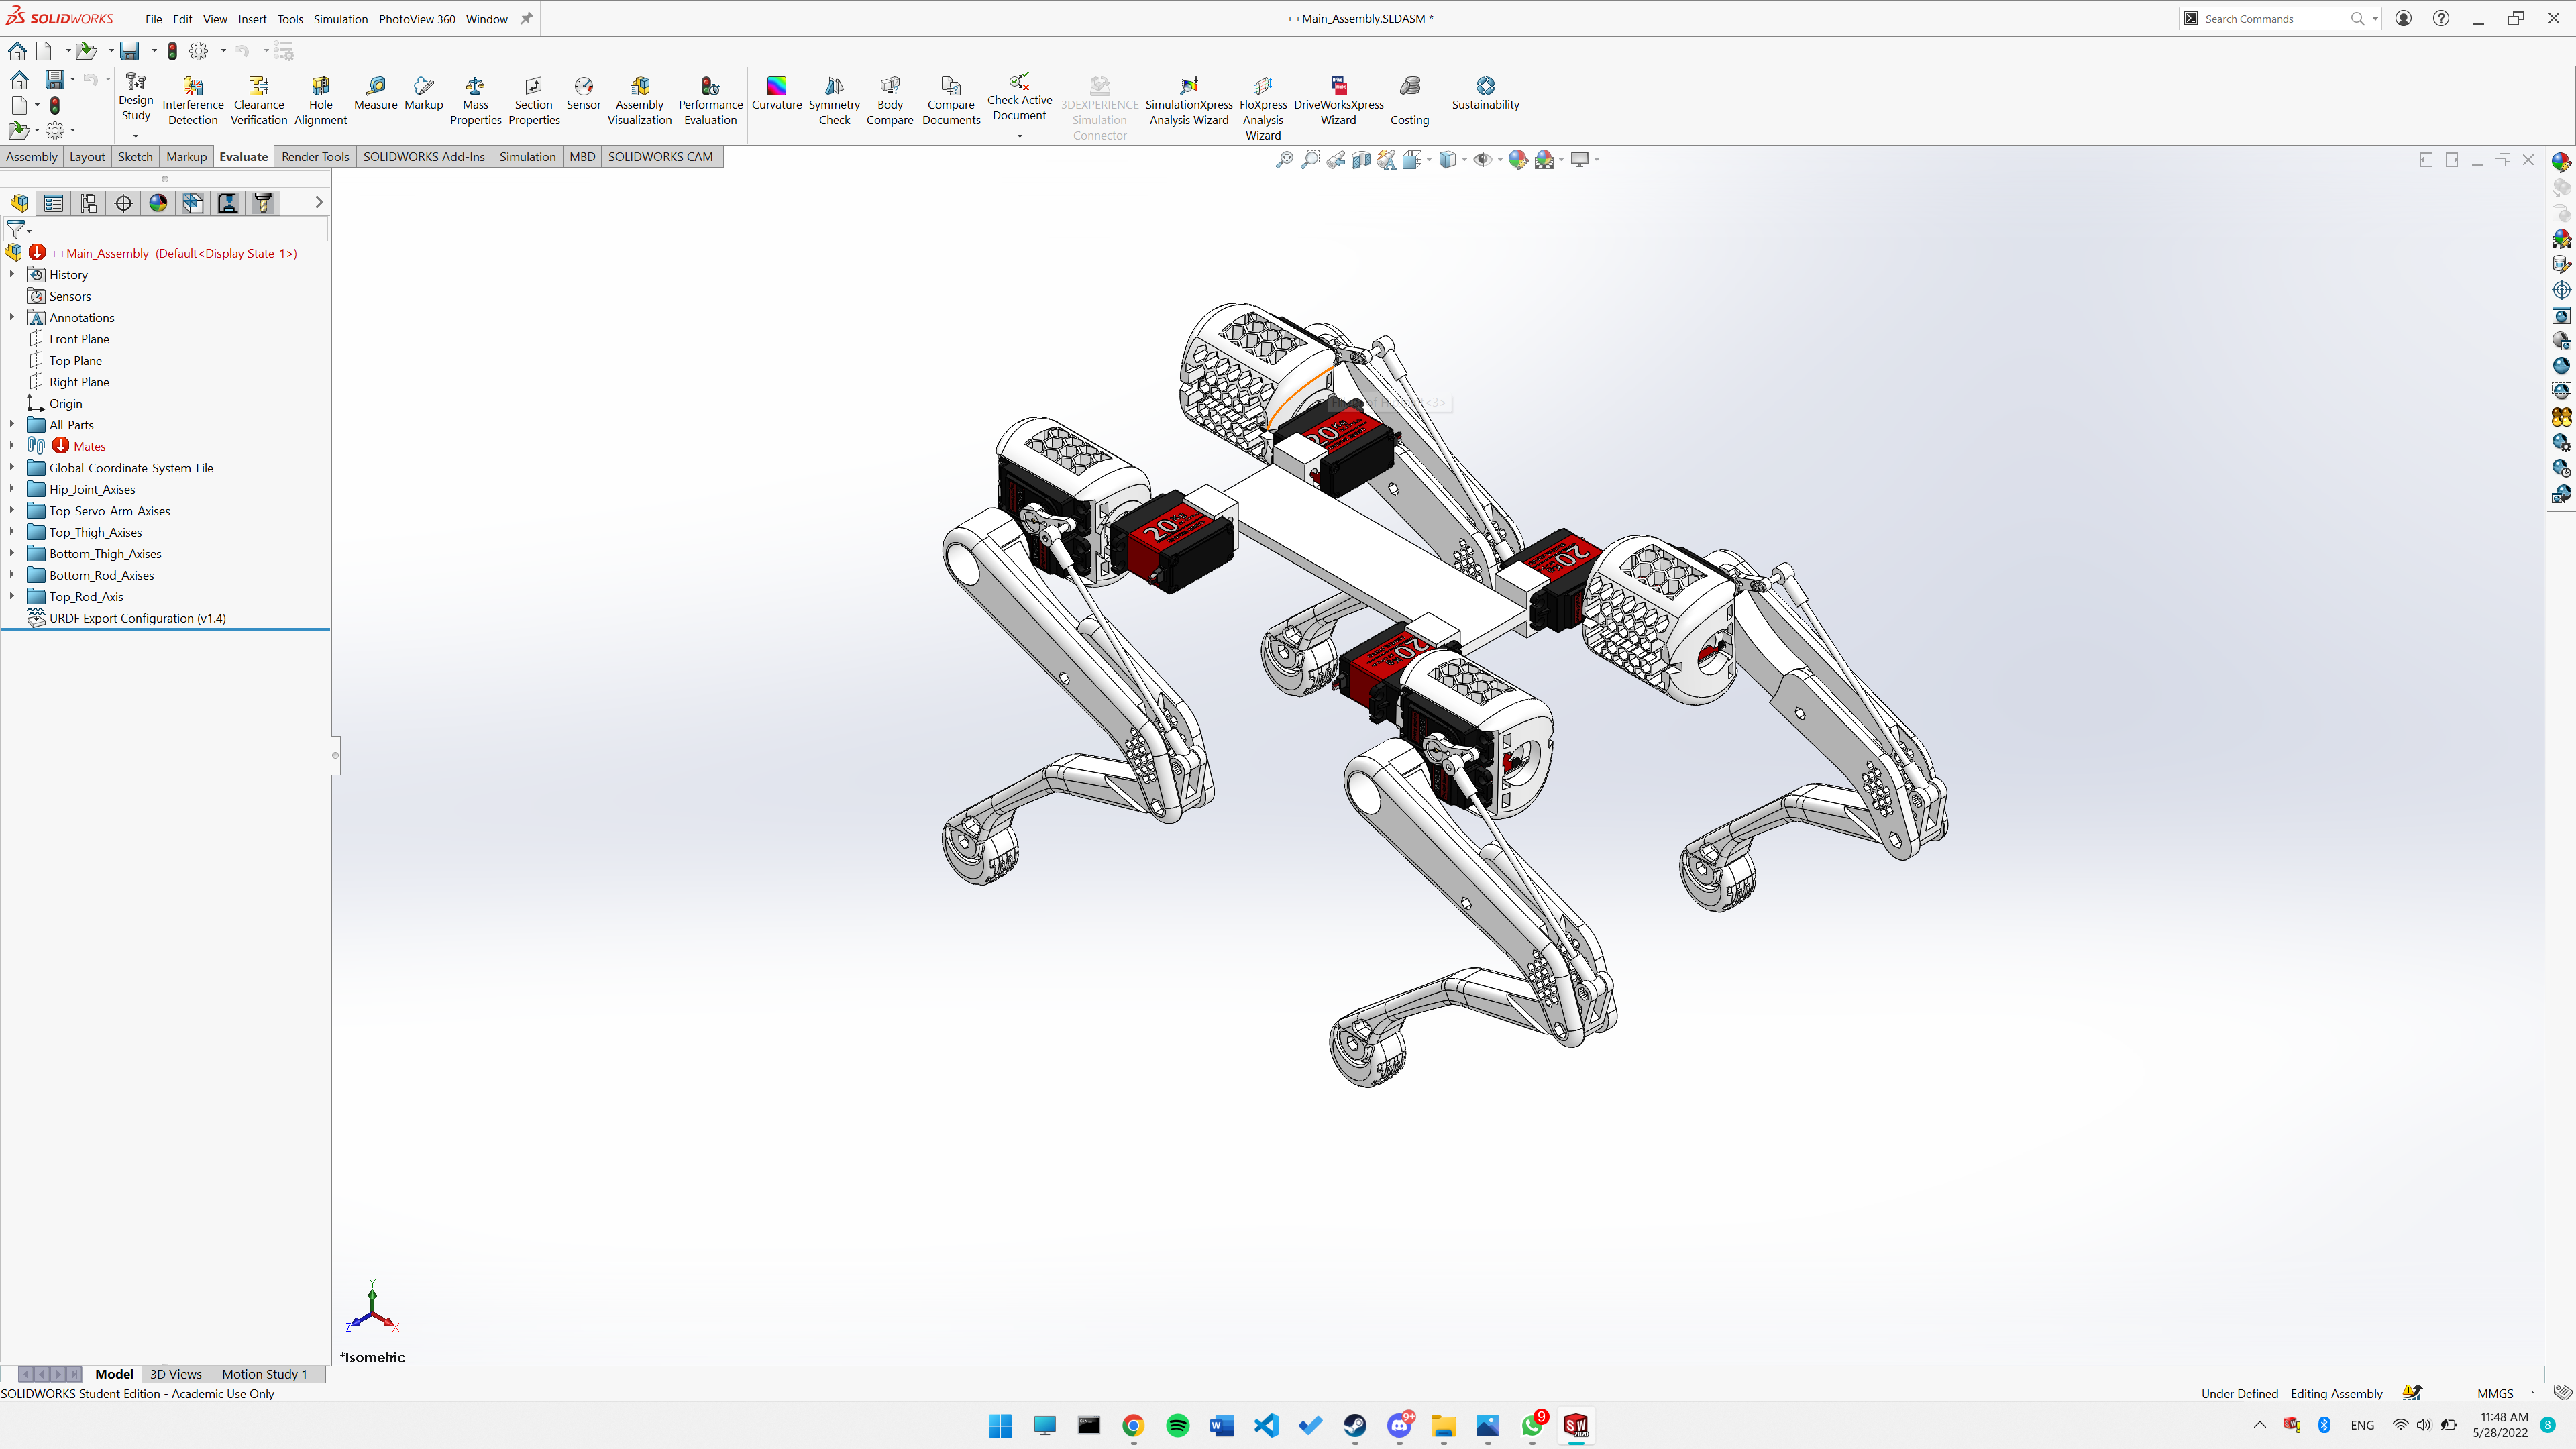 SOLIDWORKS File Edit View Insert Tools Simulation PhotoView 360 Window
++Main_Assembly.SLDASM *
Search Commands
Design Study
Interference Detection
Clearance Verification
Hole Alignment
Measure
Markup
Mass Properties
Section Properties
Sensor
Assembly Visualization
Performance Evaluation
Curvature
Symmetry Check
Body Compare
Compare Documents
Check Active Document
3DEXPERIENCE Simulation Connector
SimulationXpress Analysis Wizard
FloXpress Analysis Wizard
DriveWorksXpress Wizard
Costing
Sustainability
Assembly Layout Sketch Markup Evaluate Render Tools SOLIDWORKS Add-Ins Simulation MBD SOLIDWORKS CAM
++Main_Assembly (Default<Display State-1>)
History
Sensors
Annotations
Front Plane
Top Plane
Right Plane
Origin
All_Parts
Mates
Global_Coordinate_System_File
Hip_Joint_Axises
Top_Servo_Arm_Axises
Top_Thigh_Axises
Bottom_Thigh_Axises
Bottom_Rod_Axises
Top_Rod_Axis
URDF Export Configuration (v1.4)
20
20
20
20
Y
Z
X
*Isometric
Model 3D Views Motion Study 1
SOLIDWORKS Student Edition - Academic Use Only
Under Defined Editing Assembly MMGS
9+
9
SW
2020
ENG
11:48 AM
5/28/2022
8